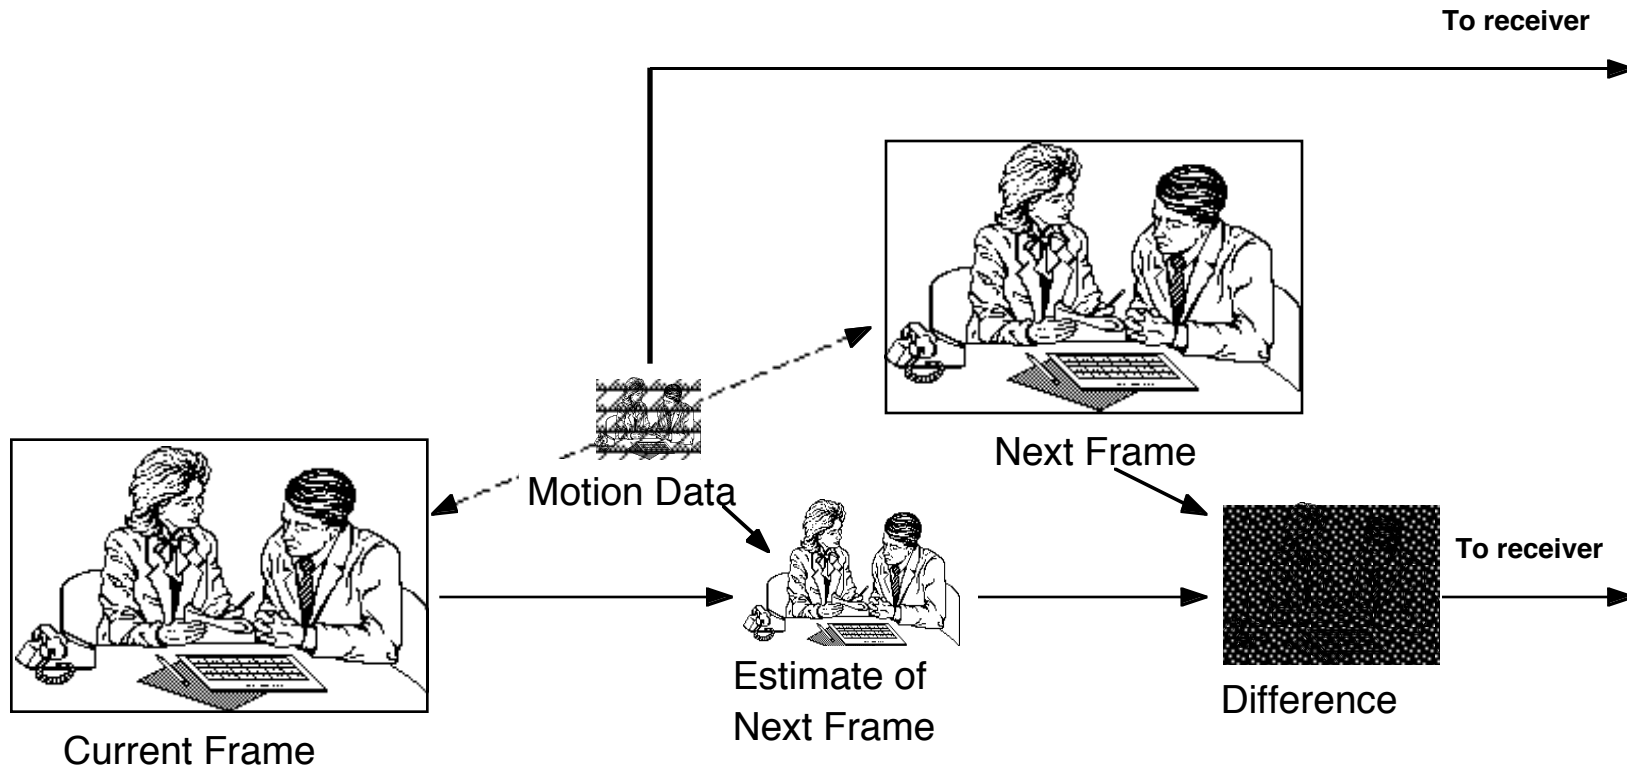 To receiver
Next Frame
Motion Data
To receiver
Estimate of
Next Frame
Difference
Current Frame